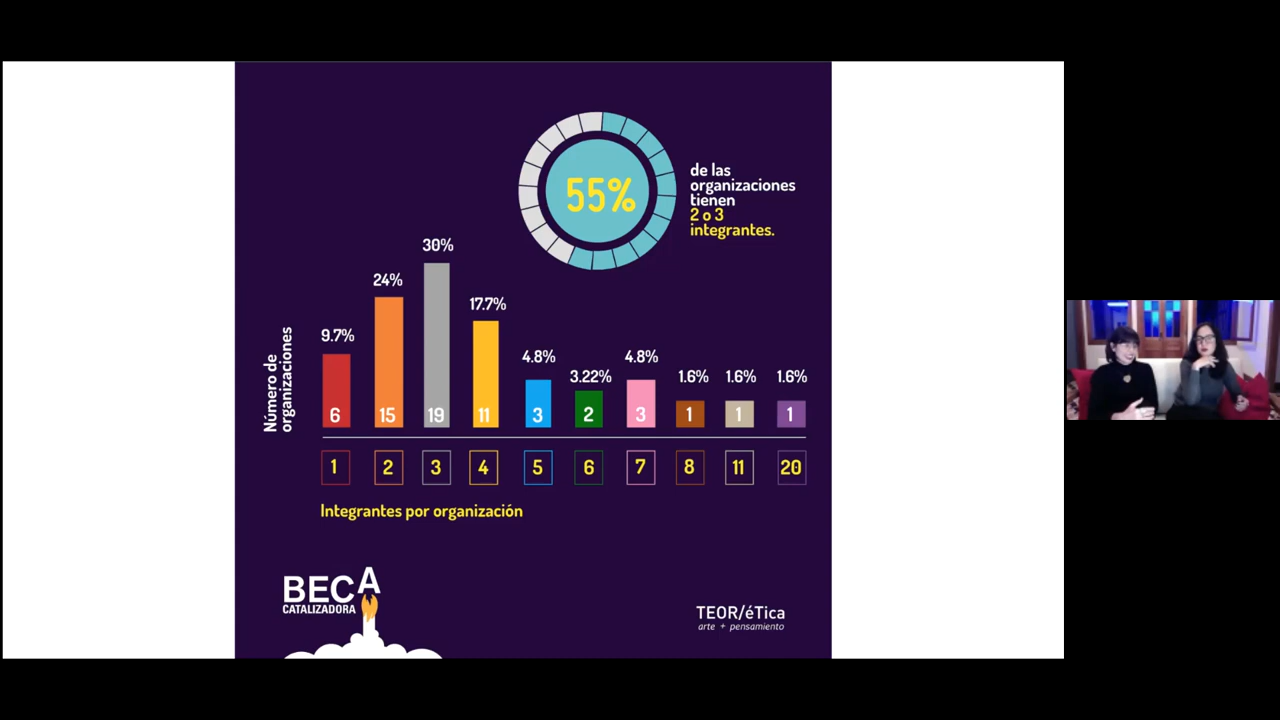 55%
de las
organizaciones
tienen
2 o 3
integrantes.
Número de
organizaciones
9.7% 24% 30% 17.7% 4.8% 3.22% 4.8% 1.6% 1.6% 1.6%
6 15 19 11 3 2 3 1 1 1
1 2 3 4 5 6 7 8 11 20
Integrantes por organización
BECA
CATALIZADORA
TEOR/éTica
arte + pensamiento